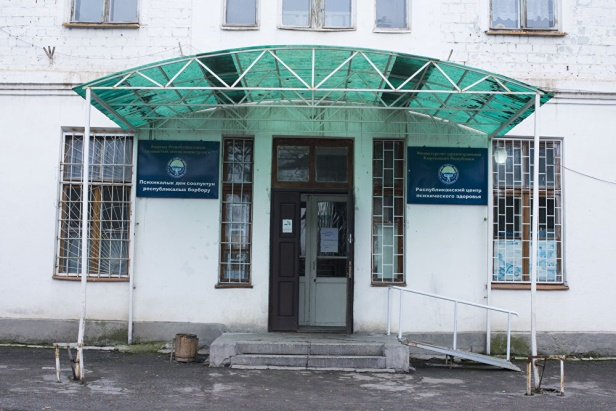 Психикалык ден соолуктун
республикалык борбору
Министерство здравоохранения
Кыргызской Республики
Республиканский центр
психического здоровья